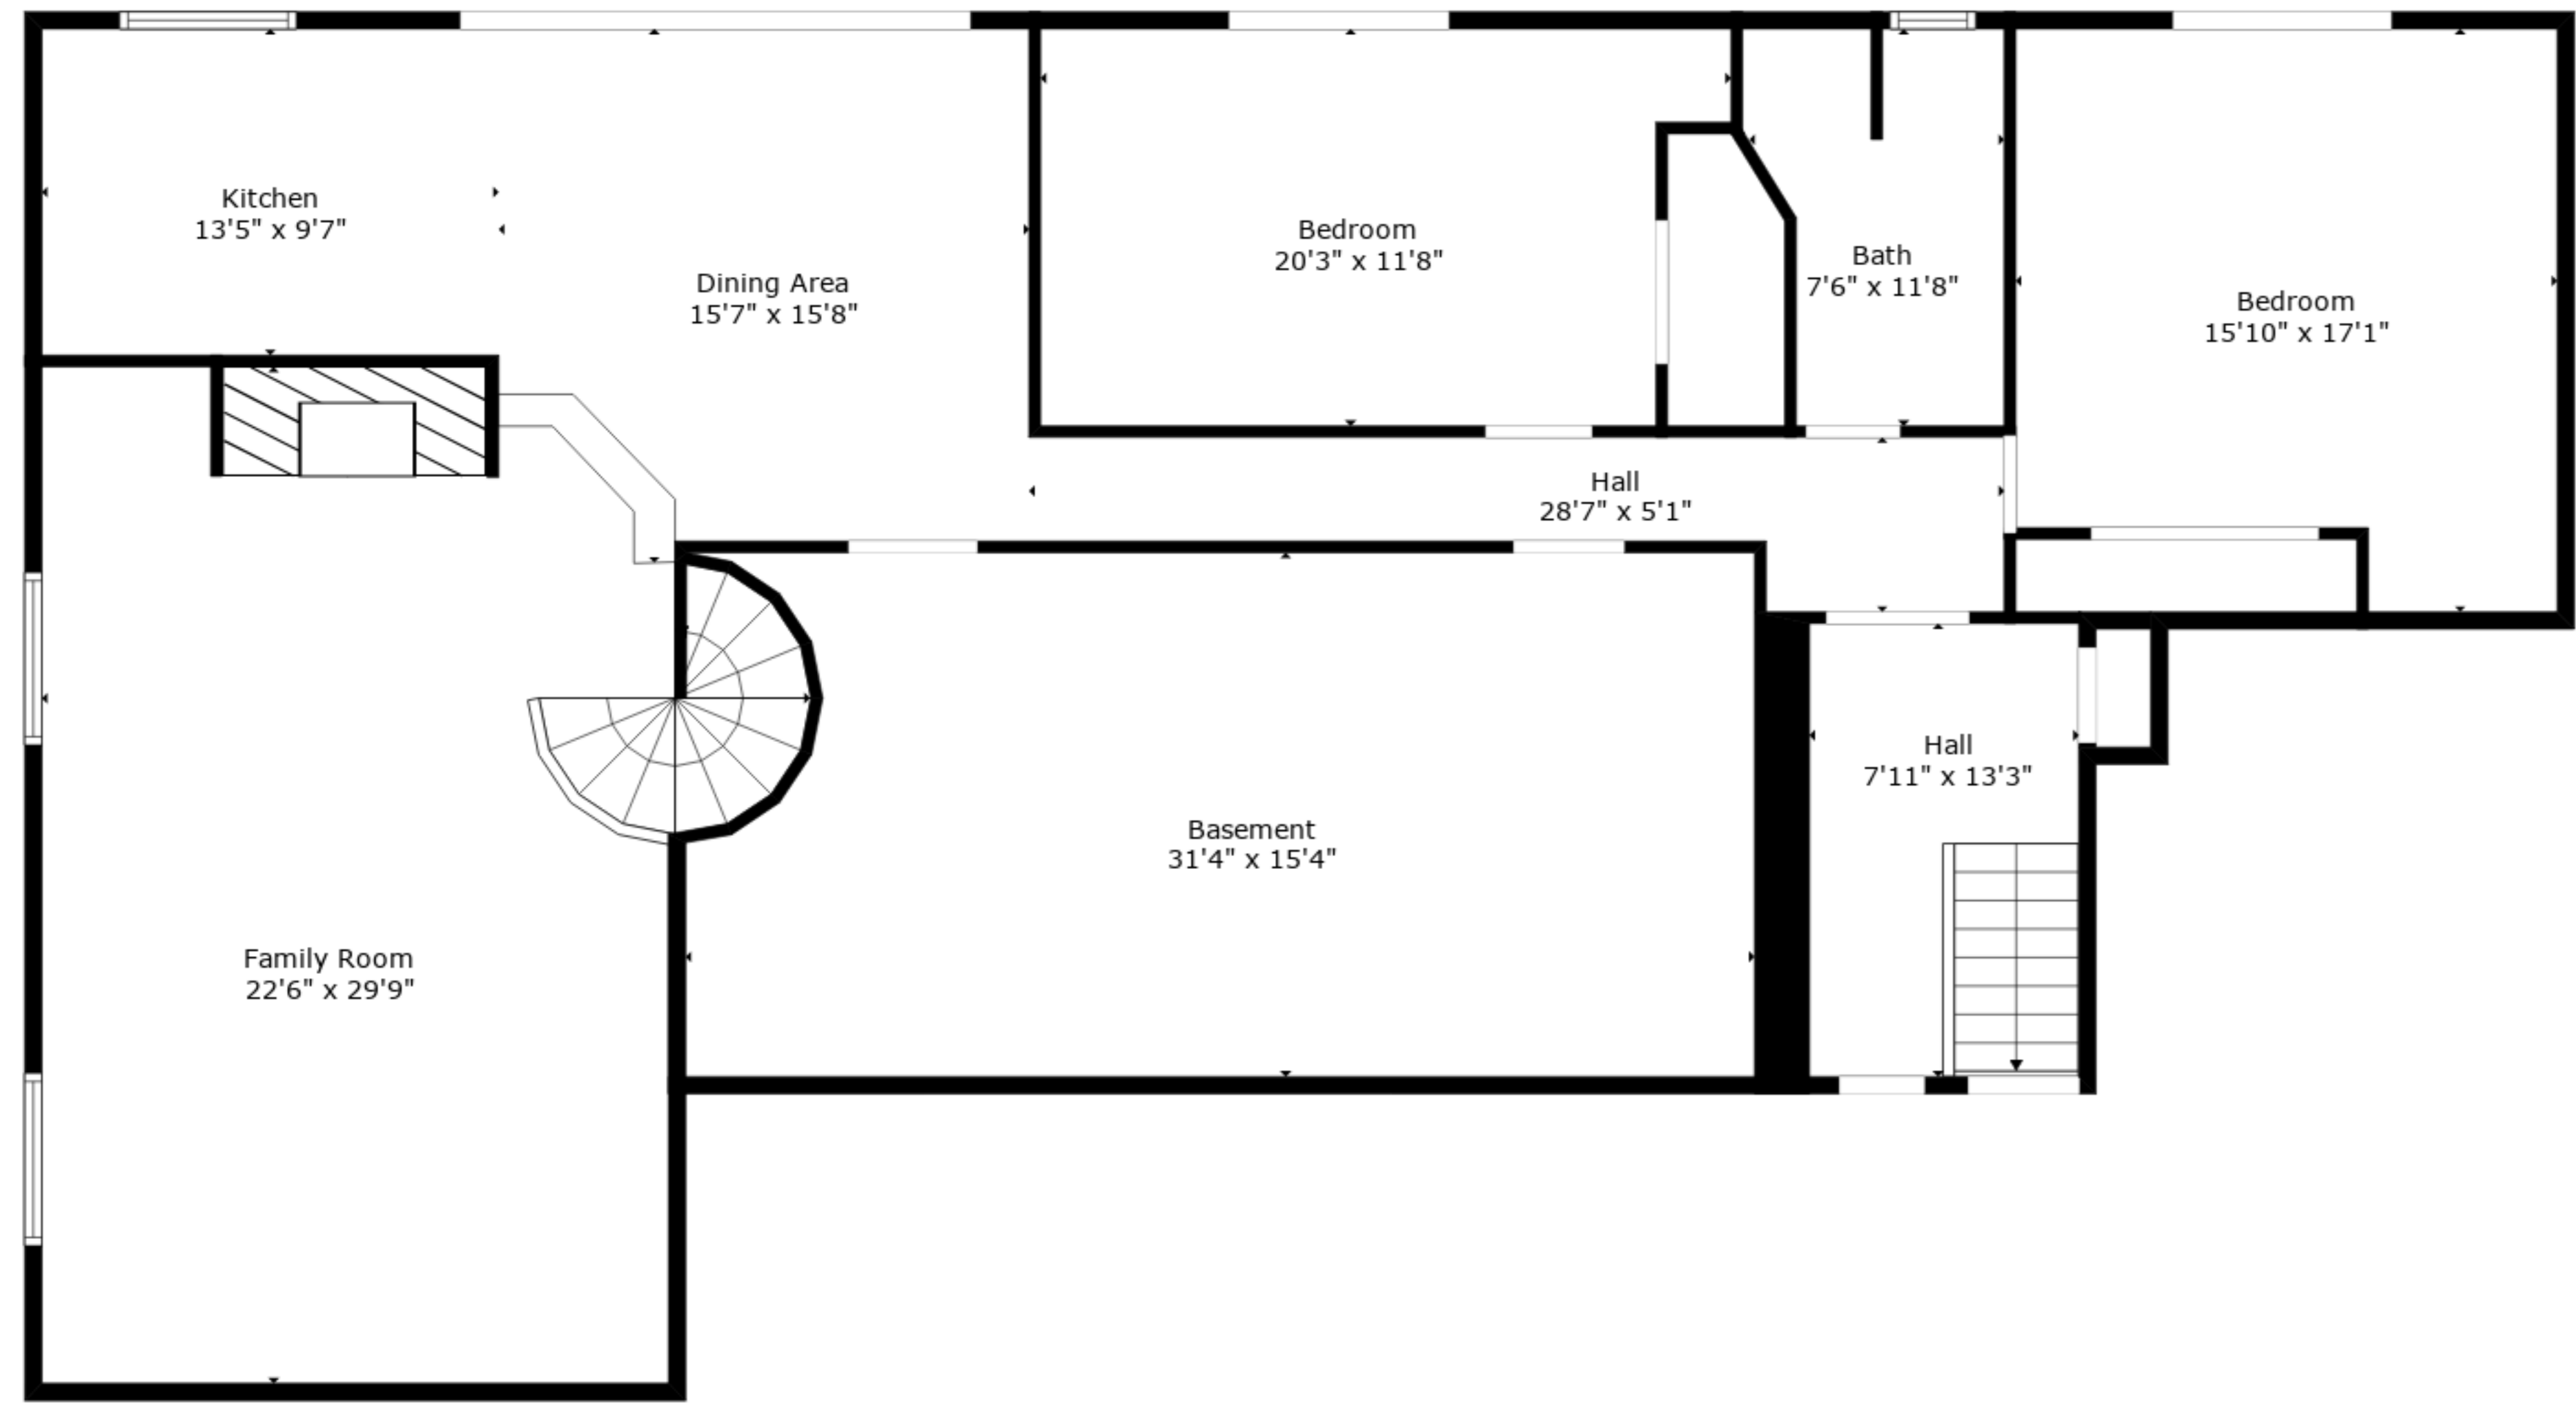 Kitchen
13'5" x 9'7"
Dining Area
15'7" x 15'8"
Bedroom
20'3" x 11'8"
Bath
7'6" x 11'8"
Bedroom
15'10" x 17'1"
Hall
28'7" x 5'1"
Hall
7'11" x 13'3"
Basement
31'4" x 15'4"
Family Room
22'6" x 29'9"